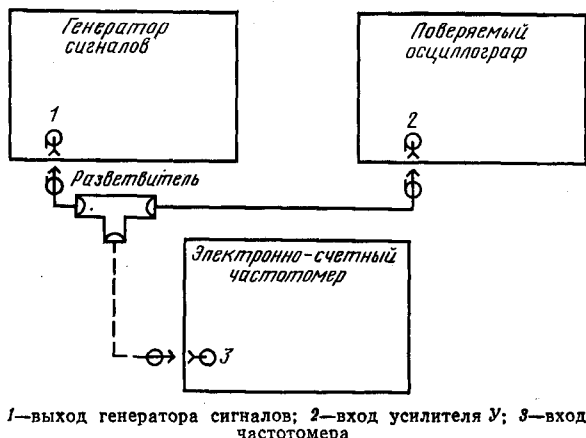 Генератор
сигналов
Поверяемый
осциллограф
1
2
Разветвитель
Электронно-счетный
частотомер
3
1—выход генератора сигналов; 2—вход усилителя У; 3—вход
частотомера